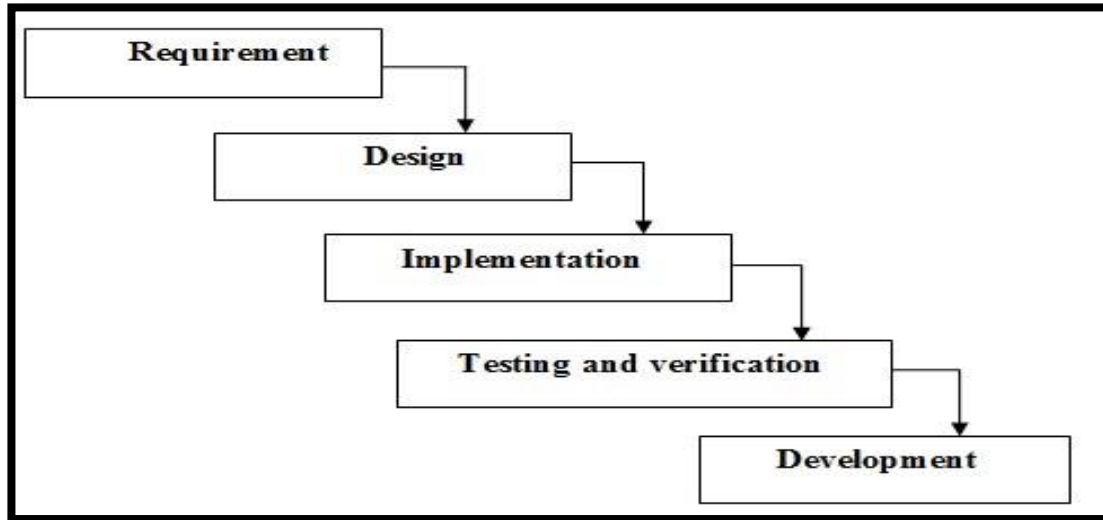 Requirement
Design
Implementation
Testing and verification
Development